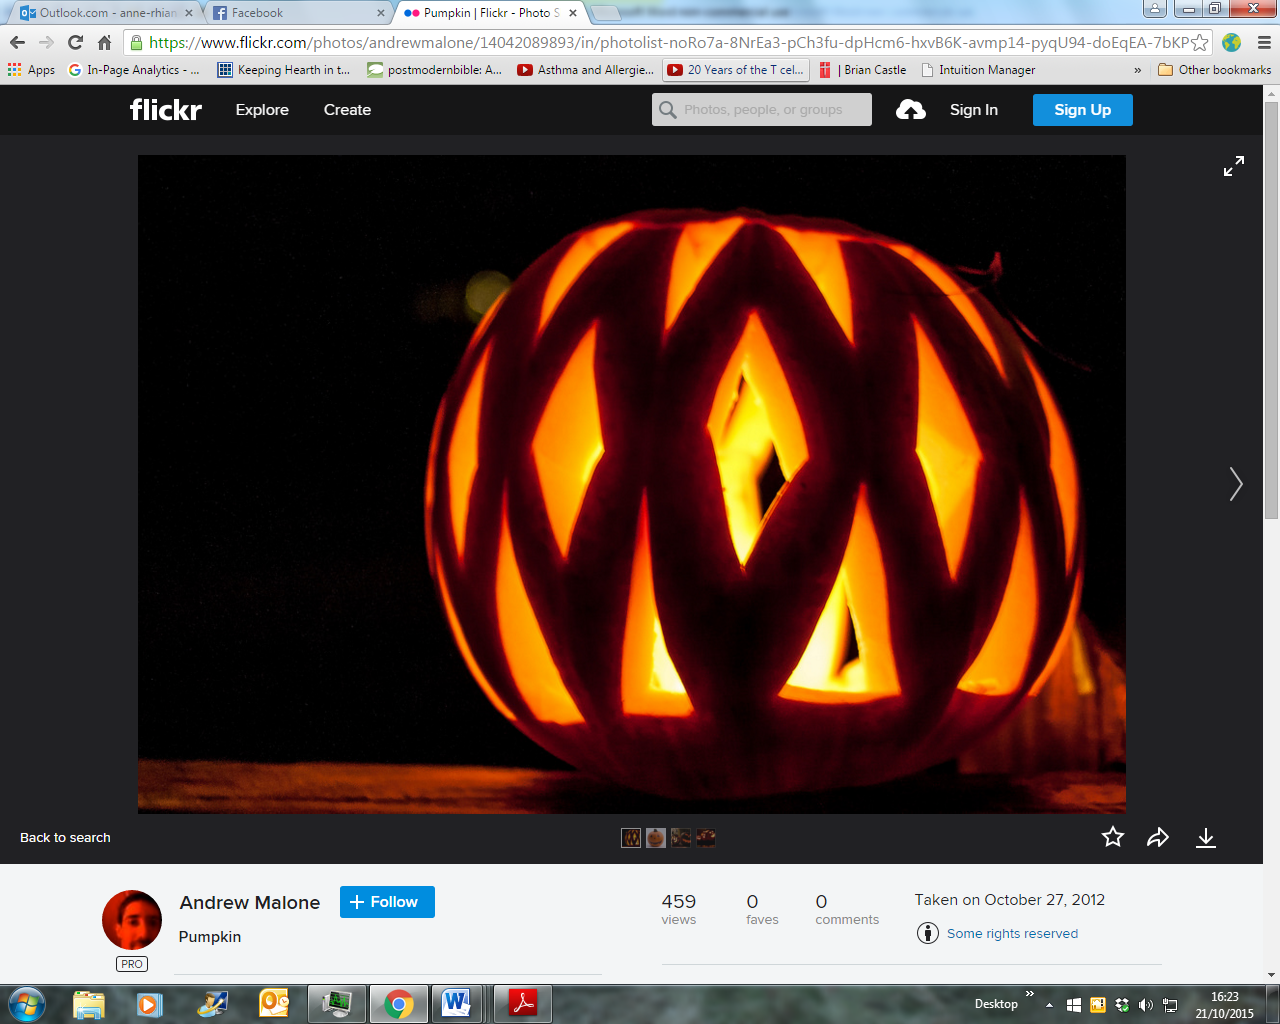 Outlook.com - anne-rhian
Facebook
Pumpkin | Flickr - Photo S
https://www.flickr.com/photos/andrewmalone/14042089893/in/photolist-noRo7a-8NrEa3-pCh3fu-dpHcm6-hxvB6K-avmp14-pyqU94-doEqEA-7bKP
Apps
In-Page Analytics - ...
Keeping Hearth in t...
postmodernbible: A...
Asthma and Allergie...
20 Years of the T cel...
| Brian Castle
Intuition Manager
»
Other bookmarks
flickr
Explore
Create
Photos, people, or groups
Sign In
Sign Up
Back to search
Andrew Malone
+ Follow
Pumpkin
PRO
459
views
0
faves
0
comments
Taken on October 27, 2012
Some rights reserved
Desktop
»
16:23
21/10/2015